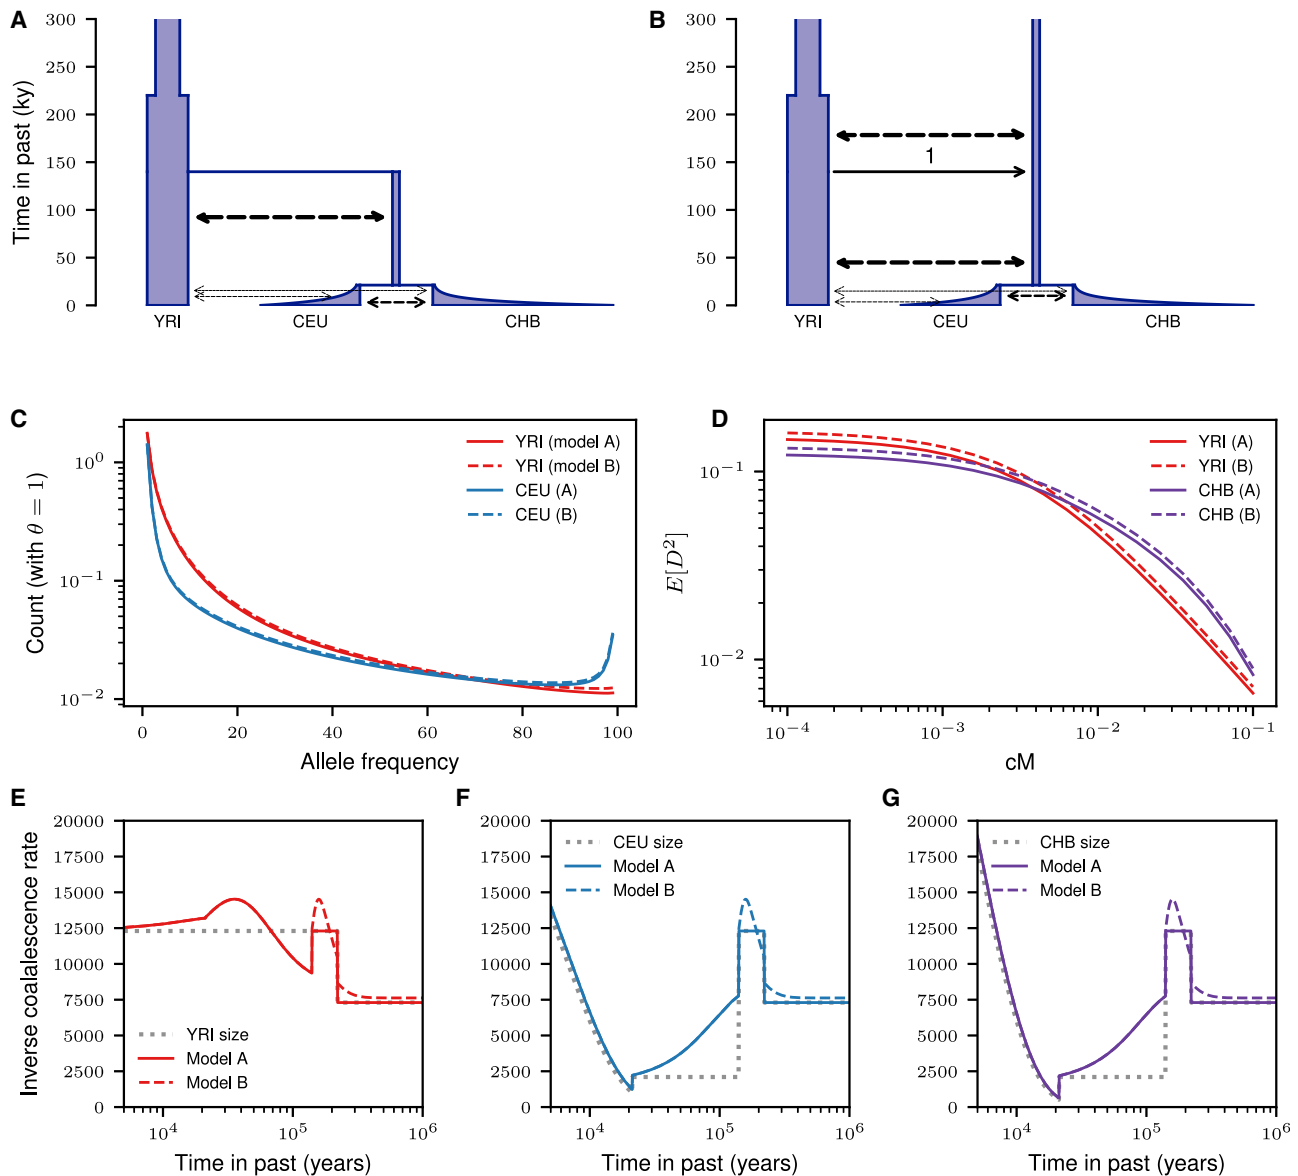 A
B
Time in past (ky)
300
250
200
150
100
50
0
YRI
CEU
CHB
300
250
200
150
100
50
0
1
YRI
CEU
CHB
C
D
Count (with θ = 1)
10^0
10^-1
10^-2
0
20
40
60
80
100
Allele frequency
YRI (model A)
YRI (model B)
CEU (A)
CEU (B)
E[D^2]
10^-1
10^-2
10^-4
10^-3
10^-2
10^-1
cM
YRI (A)
YRI (B)
CHB (A)
CHB (B)
E
F
G
Inverse coalalescence rate
20000
17500
15000
12500
10000
7500
5000
2500
0
YRI size
Model A
Model B
10^4
10^5
10^6
Time in past (years)
20000
17500
15000
12500
10000
7500
5000
2500
0
CEU size
Model A
Model B
10^4
10^5
10^6
Time in past (years)
20000
17500
15000
12500
10000
7500
5000
2500
0
CHB size
Model A
Model B
10^4
10^5
10^6
Time in past (years)